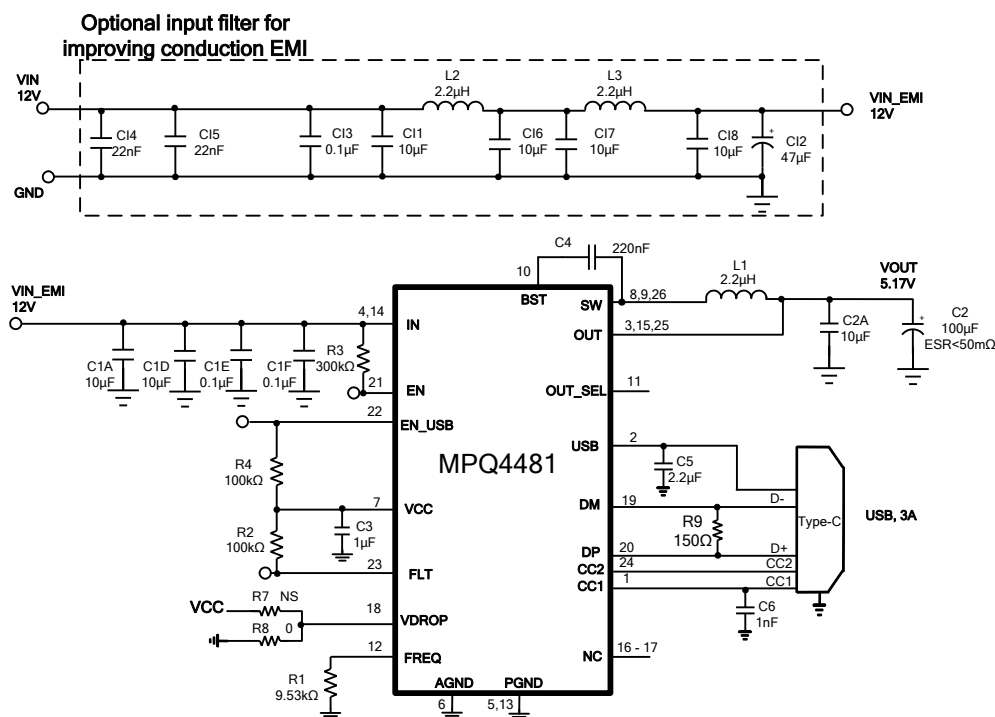 Optional input filter for
improving conduction EMI
VIN
12V
L2
2.2µH
L3
2.2µH
VIN_EMI
12V
CI4
22nF
CI5
22nF
CI3
0.1µF
CI1
10µF
CI6
10µF
CI7
10µF
CI8
10µF
+
CI2
47µF
GND
C4
220nF
10
BST
VIN_EMI
12V
4,14
IN
SW
8,9,26
L1
2.2µH
VOUT
5.17V
OUT
3,15,25
C1A
10µF
C1D
10µF
C1E
0.1µF
C1F
0.1µF
R3
300kΩ
C2A
10µF
+
C2
100µF
ESR<50mΩ
21
EN
OUT_SEL
11
22
EN_USB
USB
2
R4
100kΩ
MPQ4481
C5
2.2µF
7
VCC
C3
1µF
DM
19
D-
Type-C
USB, 3A
R9
150Ω
R2
100kΩ
DP
20
D+
23
FLT
CC2
24
CC2
CC1
1
CC1
C6
1nF
VCC
R7
NS
R8
0
18
VDROP
12
FREQ
NC
16 - 17
R1
9.53kΩ
AGND
PGND
6
5,13